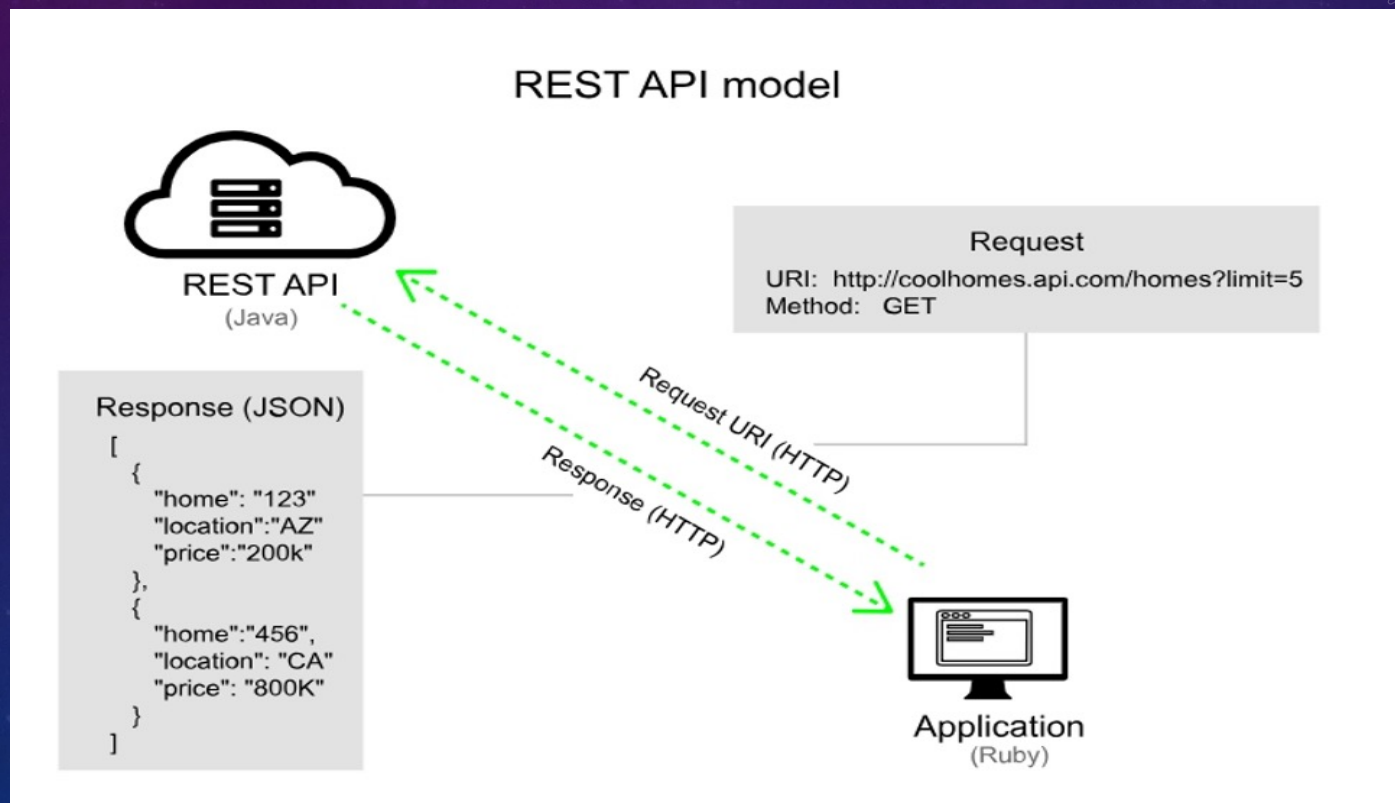 REST API model
REST API
(Java)
Request
URI: http://coolhomes.api.com/homes?limit=5
Method: GET
Request URI (HTTP)
Response (HTTP)
Response (JSON)
[
{
"home": "123"
"location":"AZ"
"price":"200k"
},
{
"home":"456",
"location": "CA"
"price": "800K"
}
]
Application
(Ruby)